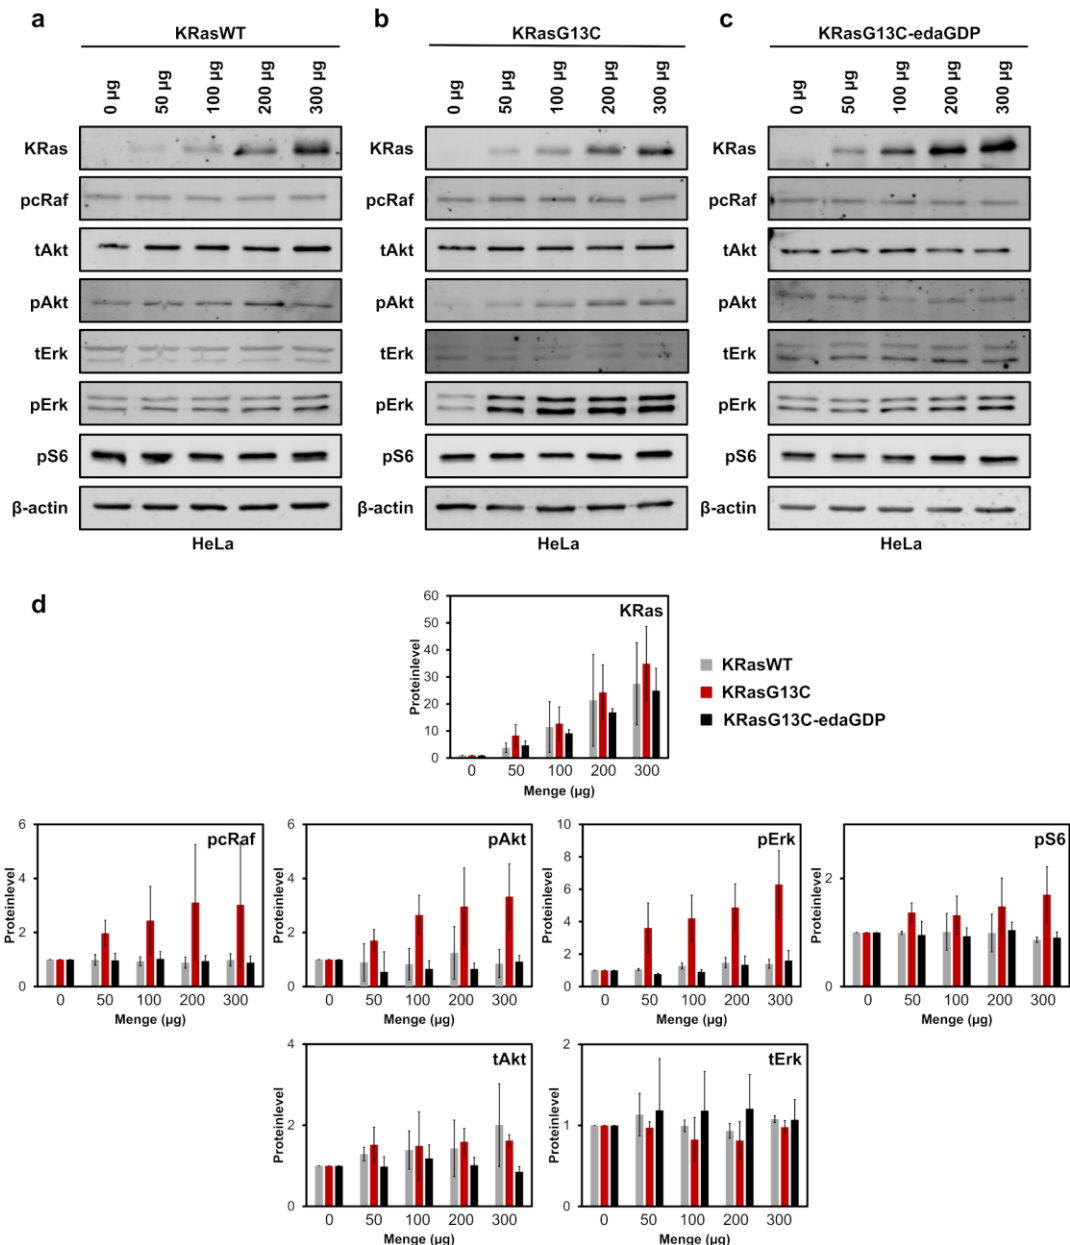 a
KRasWT
0 µg 50 µg 100 µg 200 µg 300 µg
KRas
pcRaf
tAkt
pAkt
tErk
pErk
pS6
β-actin
HeLa
b
KRasG13C
0 µg 50 µg 100 µg 200 µg 300 µg
KRas
pcRaf
tAkt
pAkt
tErk
pErk
pS6
β-actin
HeLa
c
KRasG13C-edaGDP
0 µg 50 µg 100 µg 200 µg 300 µg
KRas
pcRaf
tAkt
pAkt
tErk
pErk
pS6
β-actin
HeLa
d
KRas
Proteinlevel
60
50
40
30
20
10
0
0 50 100 200 300
Menge (µg)
KRasWT
KRasG13C
KRasG13C-edaGDP
pcRaf
Proteinlevel
6
4
2
0
0 50 100 200 300
Menge (µg)
pAkt
Proteinlevel
6
4
2
0
0 50 100 200 300
Menge (µg)
pErk
Proteinlevel
10
8
6
4
2
0
0 50 100 200 300
Menge (µg)
pS6
Proteinlevel
2
0
0 50 100 200 300
Menge (µg)
tAkt
Proteinlevel
4
2
0
0 50 100 200 300
Menge (µg)
tErk
Proteinlevel
2
1
0
0 50 100 200 300
Menge (µg)